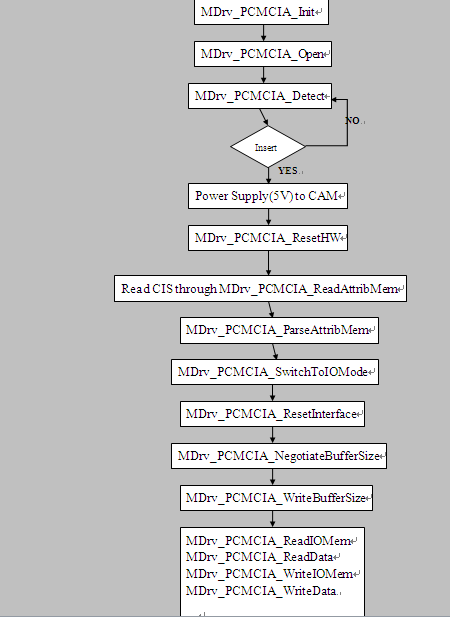 MDrv_PCMCIA_Init
MDrv_PCMCIA_Open
MDrv_PCMCIA_Detect
NO
Insert
YES
Power Supply(5V) to CAM
MDrv_PCMCIA_ResetHW
Read CIS through MDrv_PCMCIA_ReadAttribMem
MDrv_PCMCIA_ParseAttribMem
MDrv_PCMCIA_SwitchToIOMode
MDrv_PCMCIA_ResetInterface
MDrv_PCMCIA_NegotiateBufferSize
MDrv_PCMCIA_WriteBufferSize
MDrv_PCMCIA_ReadIOMem
MDrv_PCMCIA_ReadData
MDrv_PCMCIA_WriteIOMem
MDrv_PCMCIA_WriteData